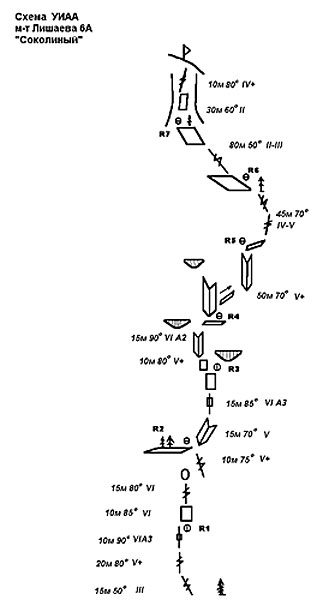 Схема УИАА
м-т Лишаева 6А
"Соколиный"
10м 80° IV+
30м 60° II
R7
80м 50° II-III
R6
45м 70°
IV-V
R5
50м 70° V+
R4
15м 90° VI A2
10м 80° V+
R3
15м 85° VI A3
R2
15м 70° V
10м 75° V+
15м 80° VI
10м 85° VI
R1
10м 90° VIA3
20м 80° V+
15м 50° III